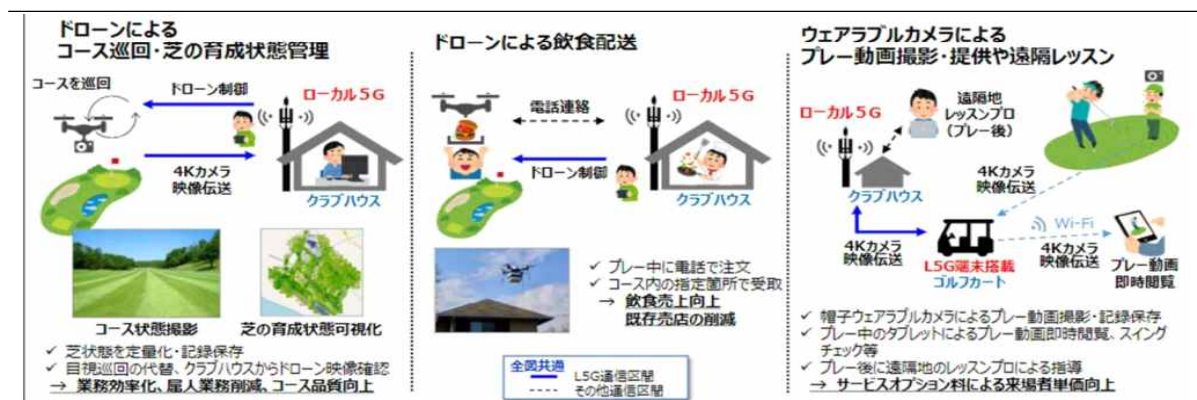 ドローンによる
コース巡回・芝の育成状態管理
コースを巡回
ドローン制御
ローカル5G
4Kカメラ
映像伝送
クラブハウス
コース状態撮影
芝の育成状態可視化
✓ 芝状態を定量化・記録保存
✓ 目視巡回の代替、クラブハウスからドローン映像確認
→ 業務効率化、属人業務削減、コース品質向上
ドローンによる飲食配送
電話連絡
ローカル5G
ドローン制御
クラブハウス
✓ プレー中に電話で注文
✓ コース内の指定箇所で受取
→ 飲食売上向上
既存売店の削減
全図共通
L5G通信区間
その他通信区間
ウェアラブルカメラによる
プレー動画撮影・提供や遠隔レッスン
ローカル5G
遠隔地
レッスンプロ
(プレー後)
クラブハウス
4Kカメラ
映像伝送
4Kカメラ
映像伝送
L5G端末搭載
ゴルフカート
Wi-Fi
4Kカメラ
映像伝送
プレー動画
即時閲覧
✓ 帽子ウェアラブルカメラによるプレー動画撮影・記録保存
✓ プレー中のタブレットによるプレー動画即時閲覧、スイング
チェック等
✓ プレー後に遠隔地のレッスンプロによる指導
→ サービスオプション料による来場者単価向上